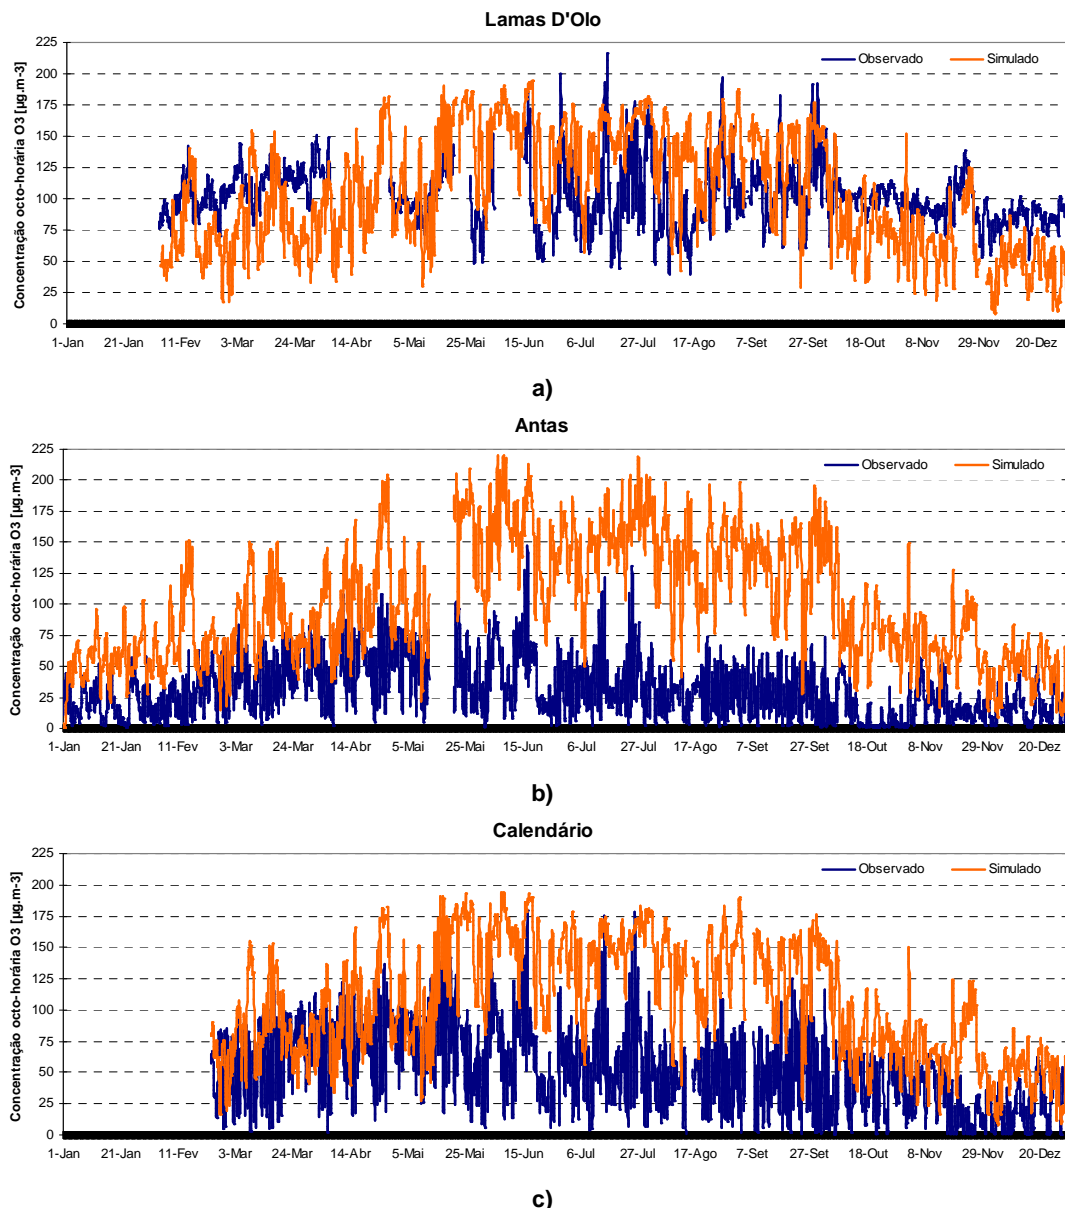 Lamas D'Olo
Concentração octo-horária O3 [µg.m-3]
225
200
175
150
125
100
75
50
25
0
Observado Simulado
1-Jan 21-Jan 11-Fev 3-Mar 24-Mar 14-Abr 5-Mai 25-Mai 15-Jun 6-Jul 27-Jul 17-Ago 7-Set 27-Set 18-Out 8-Nov 29-Nov 20-Dez
a)
Antas
Concentração octo-horária O3 [µg.m-3]
225
200
175
150
125
100
75
50
25
0
Observado Simulado
1-Jan 21-Jan 11-Fev 3-Mar 24-Mar 14-Abr 5-Mai 25-Mai 15-Jun 6-Jul 27-Jul 17-Ago 7-Set 27-Set 18-Out 8-Nov 29-Nov 20-Dez
b)
Calendário
Concentração octo-horária O3 [µg.m-3]
225
200
175
150
125
100
75
50
25
0
Observado Simulado
1-Jan 21-Jan 11-Fev 3-Mar 24-Mar 14-Abr 5-Mai 25-Mai 15-Jun 6-Jul 27-Jul 17-Ago 7-Set 27-Set 18-Out 8-Nov 29-Nov 20-Dez
c)